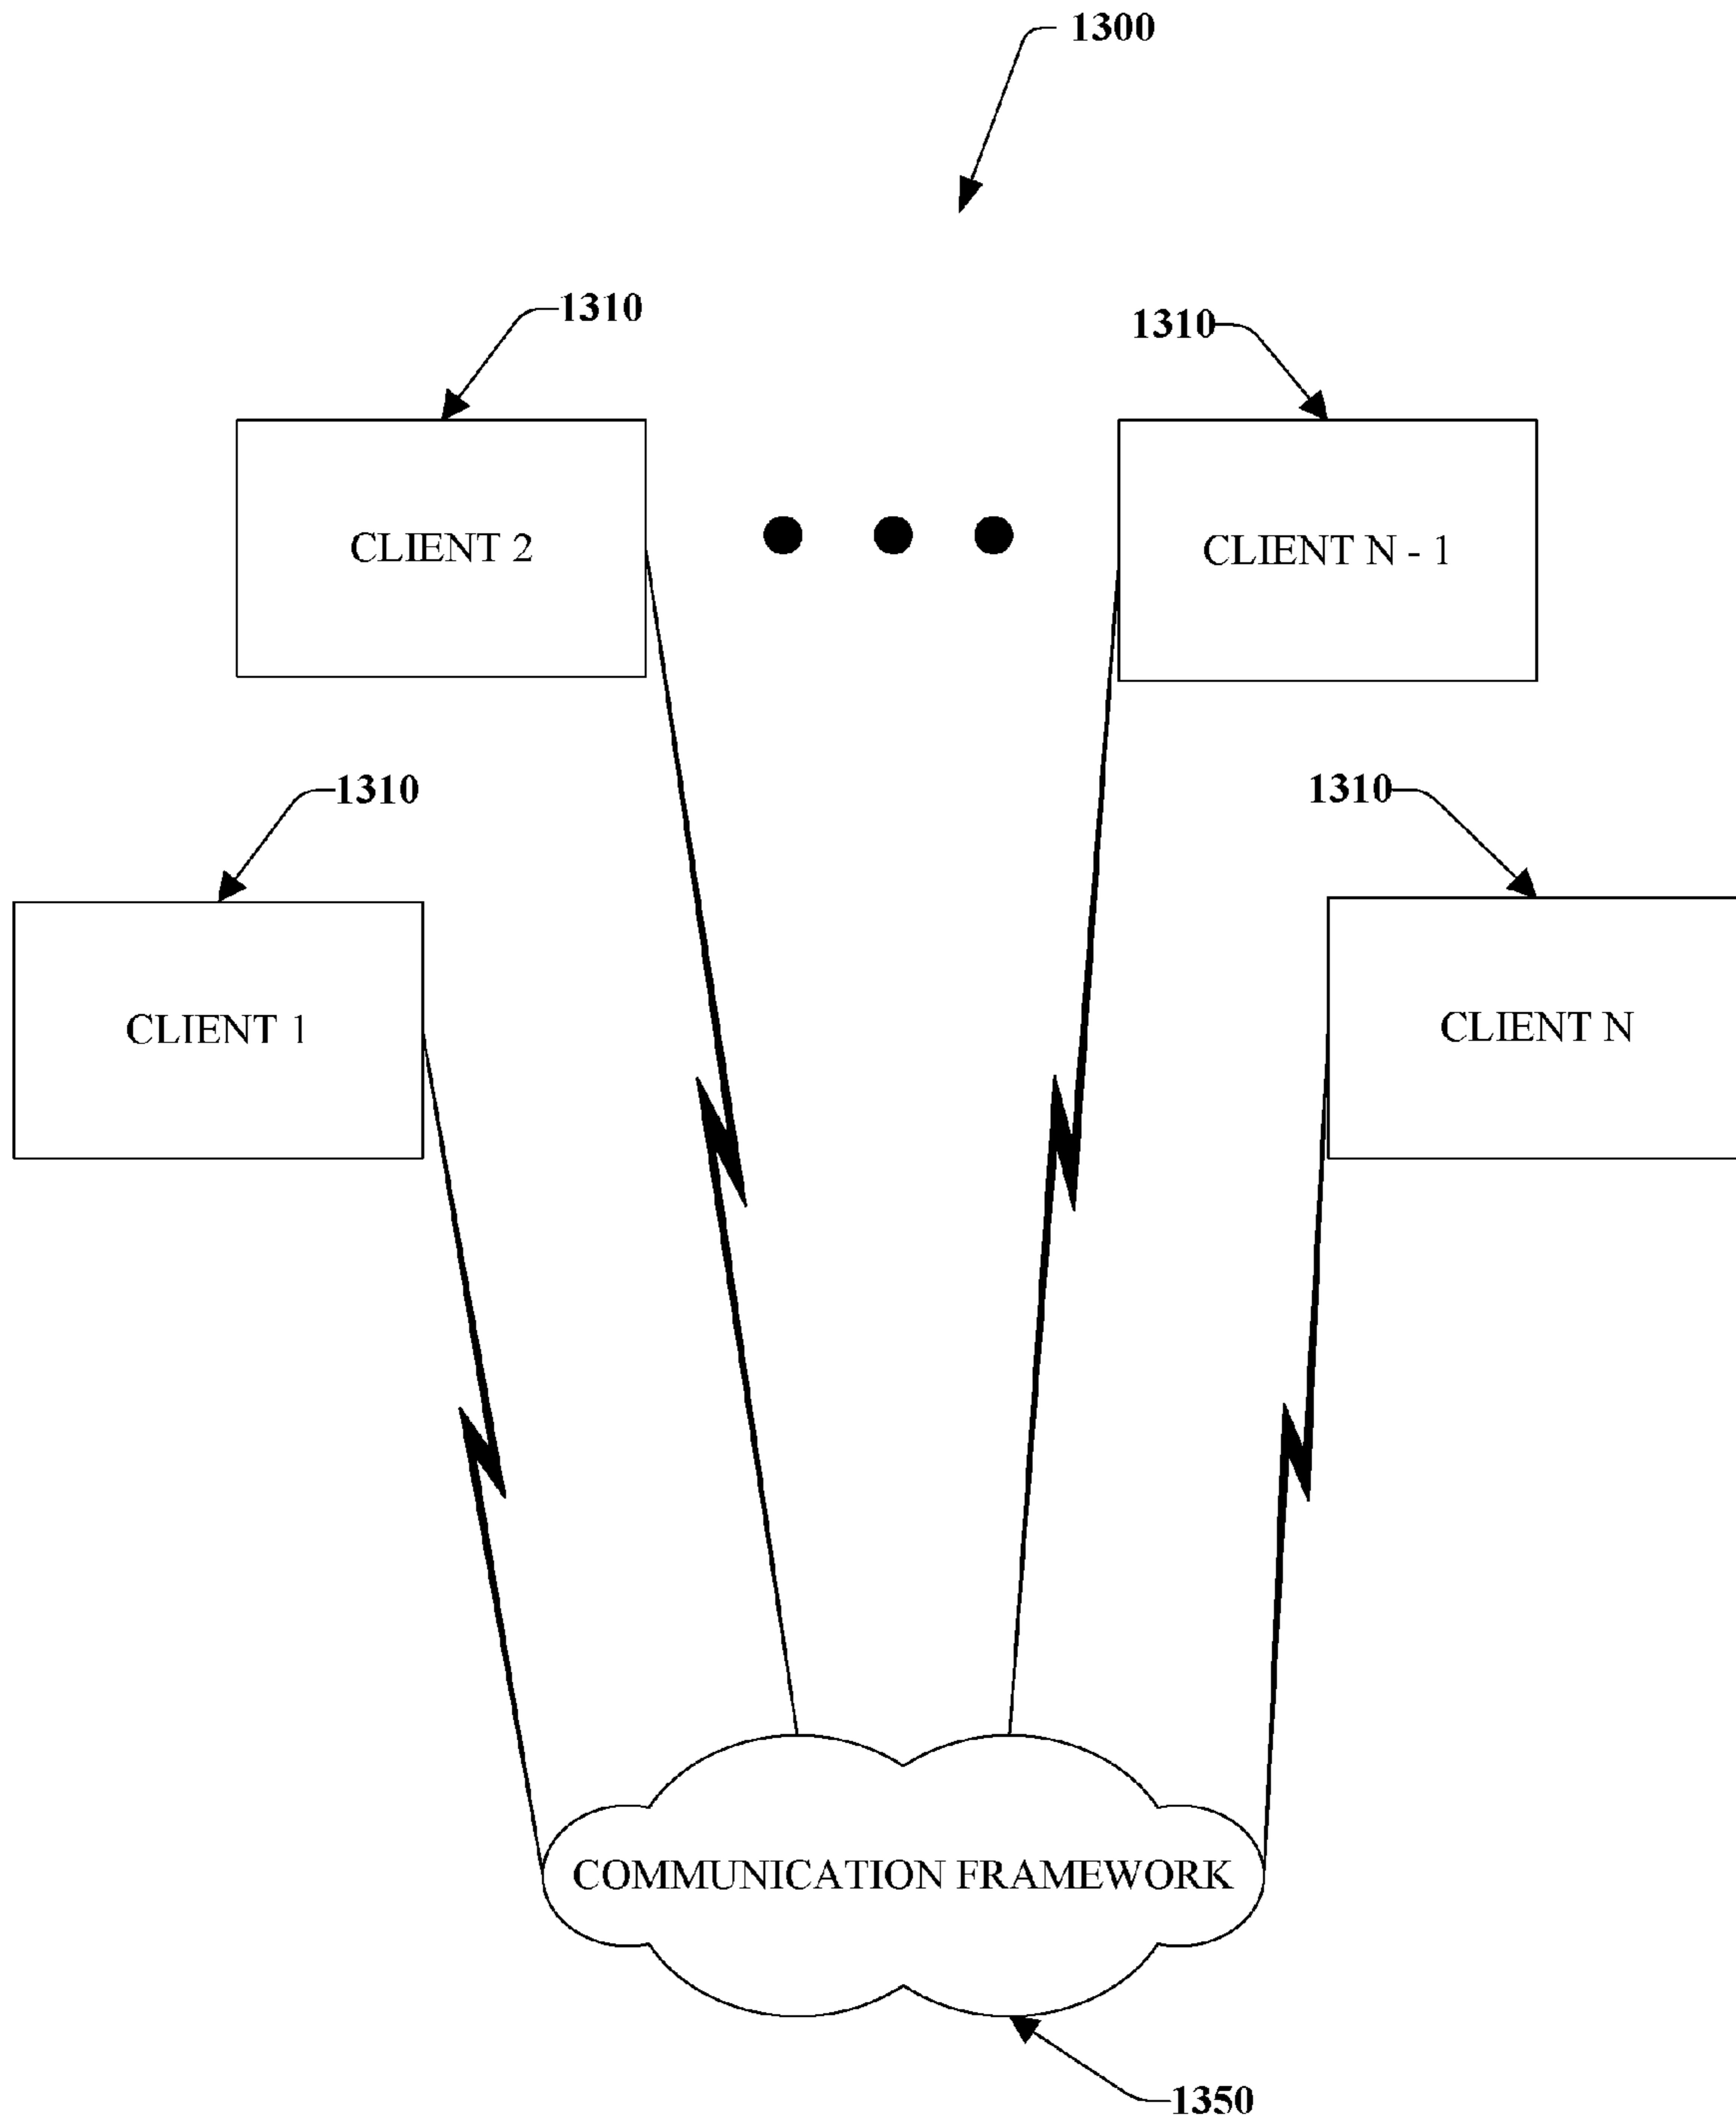 1300
1310
1310
CLIENT 2
CLIENT N - 1
1310
1310
CLIENT 1
CLIENT N
COMMUNICATION FRAMEWORK
1350